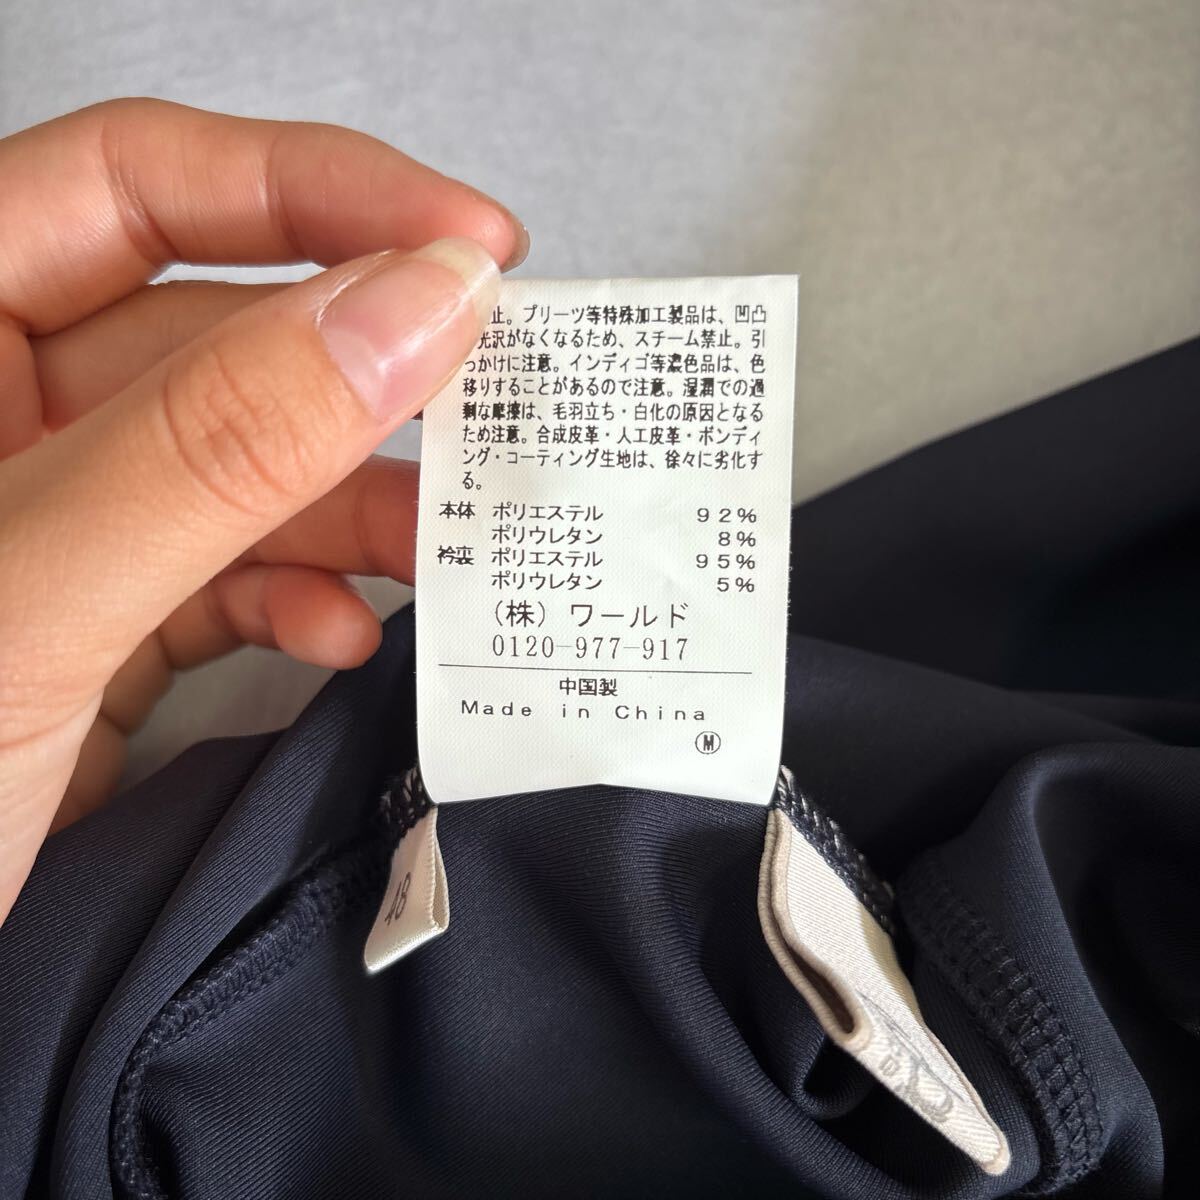 止。プリーツ等特殊加工製品は、凹凸
光沢がなくなるため、スチーム禁止。引
っかけに注意。インディゴ等濃色品は、色
移りすることがあるので注意。湿潤での過
剰な摩擦は、毛羽立ち・白化の原因となる
ため注意。合成皮革・人工皮革・ボンディ
ング・コーティング生地は、徐々に劣化す
る。
本体 ポリエステル 92%
ポリウレタン 8%
衿裏 ポリエステル 95%
ポリウレタン 5%
(株) ワールド
0120-977-917
中国製
Made in China
M
48